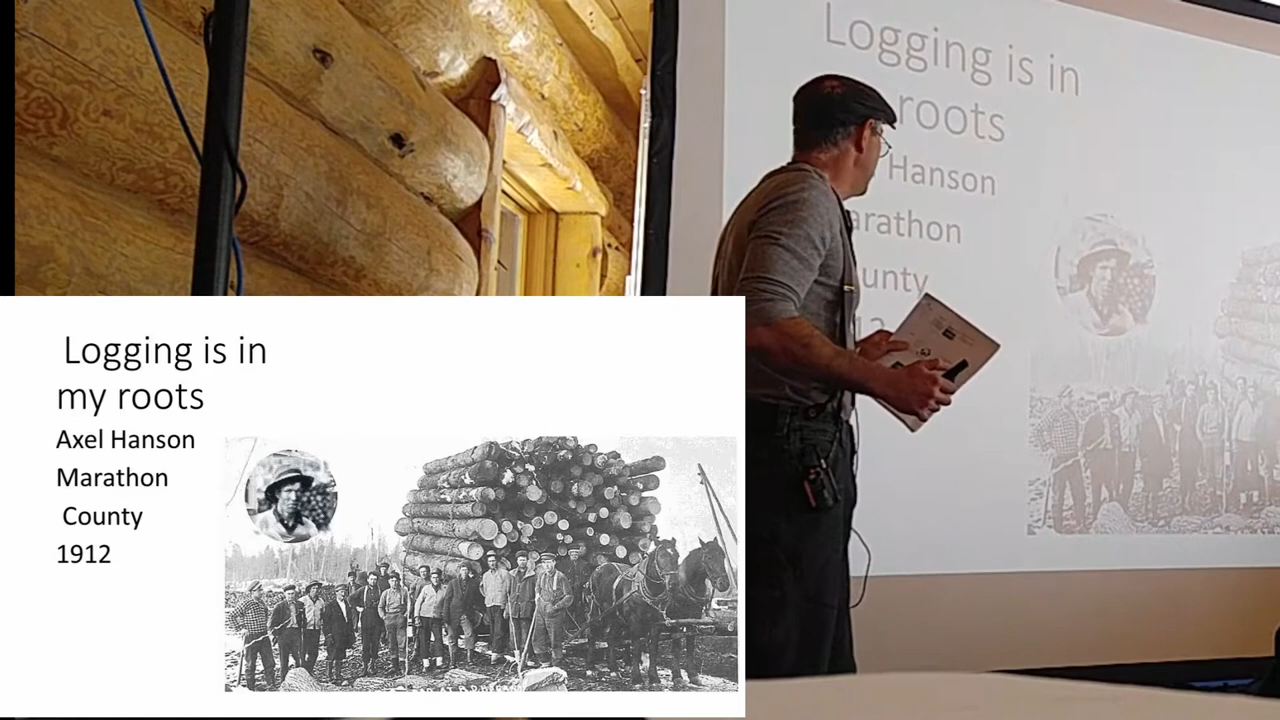 Logging is in
roots
Hanson
arathon
unty
Logging is in
my roots
Axel Hanson
Marathon
County
1912